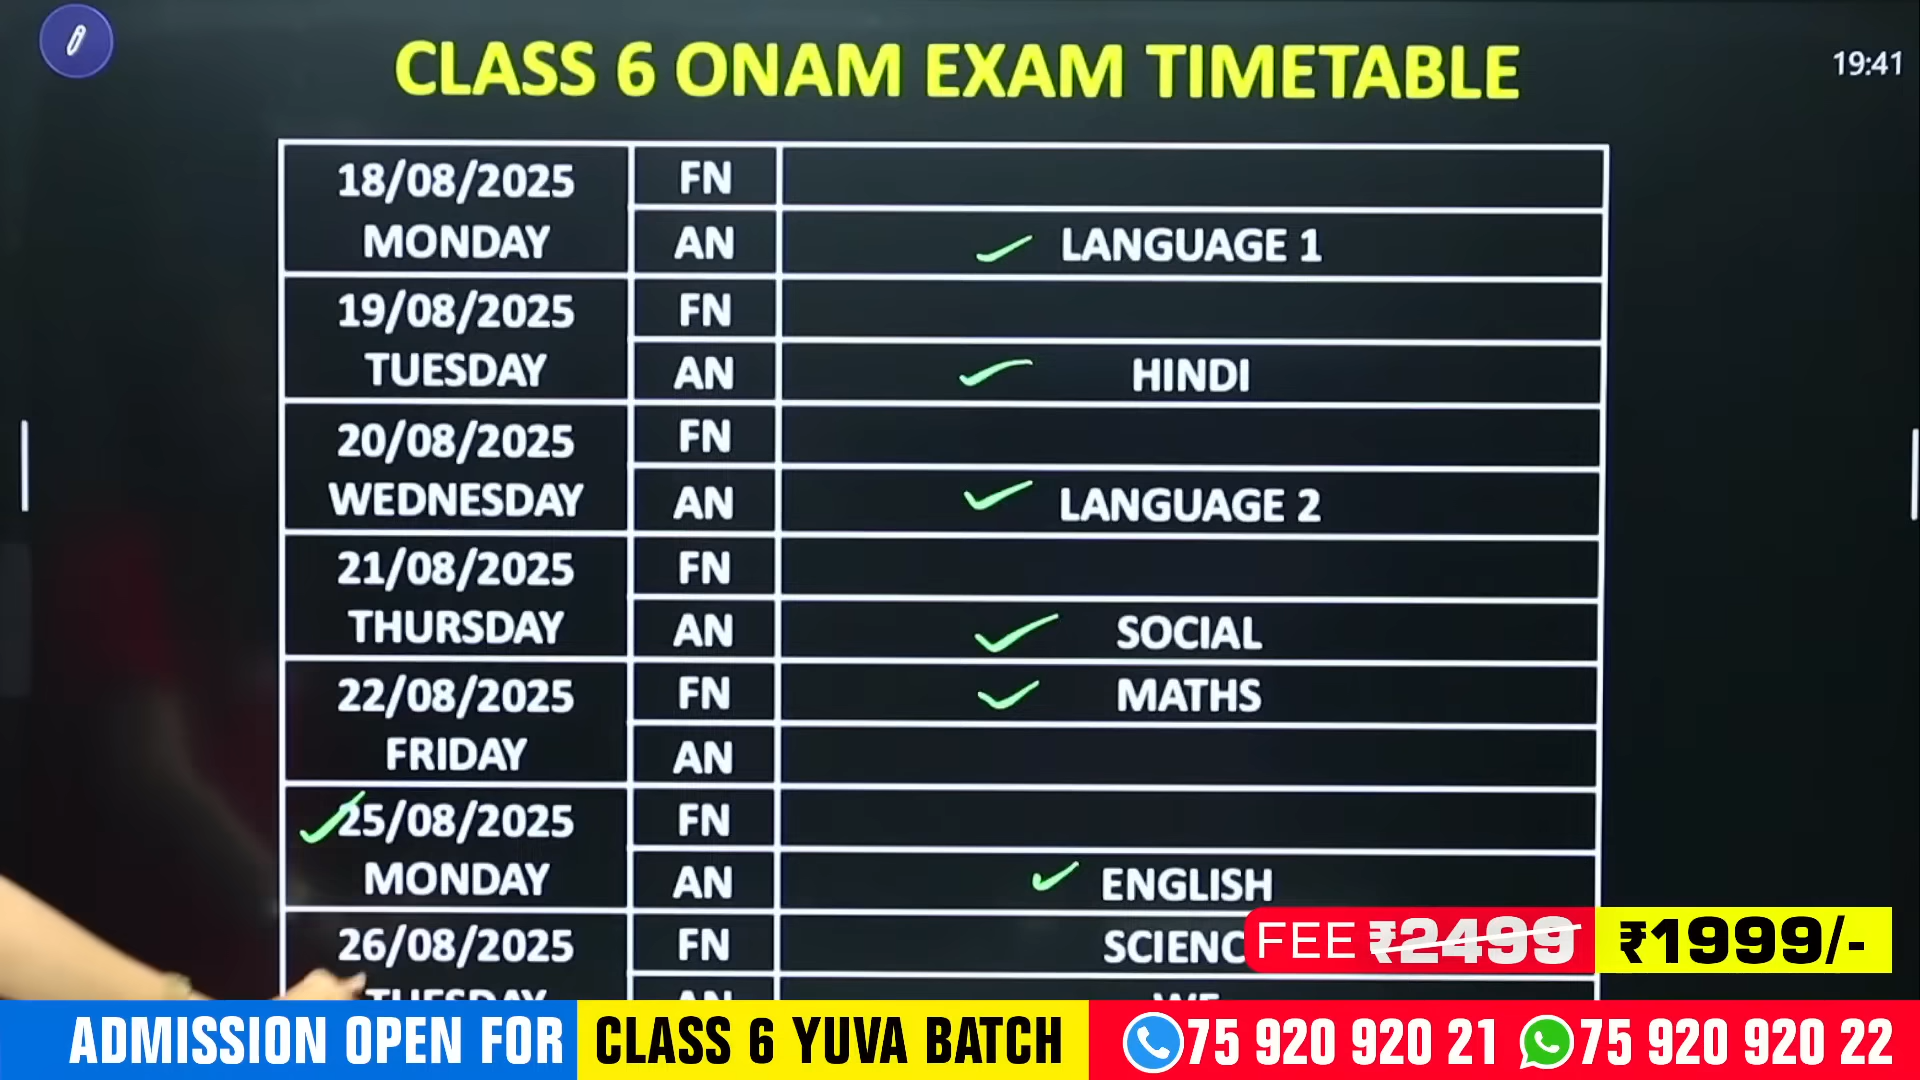 CLASS 6 ONAM EXAM TIMETABLE
19:41
18/08/2025 FN
MONDAY AN LANGUAGE 1
19/08/2025 FN
TUESDAY AN HINDI
20/08/2025 FN
WEDNESDAY AN LANGUAGE 2
21/08/2025 FN
THURSDAY AN SOCIAL
22/08/2025 FN MATHS
FRIDAY AN
25/08/2025 FN
MONDAY AN ENGLISH
26/08/2025 FN SCIENC
TUESDAY AN WE
FEE ₹2499 ₹1999/-
ADMISSION OPEN FOR CLASS 6 YUVA BATCH 75 920 920 21 75 920 920 22